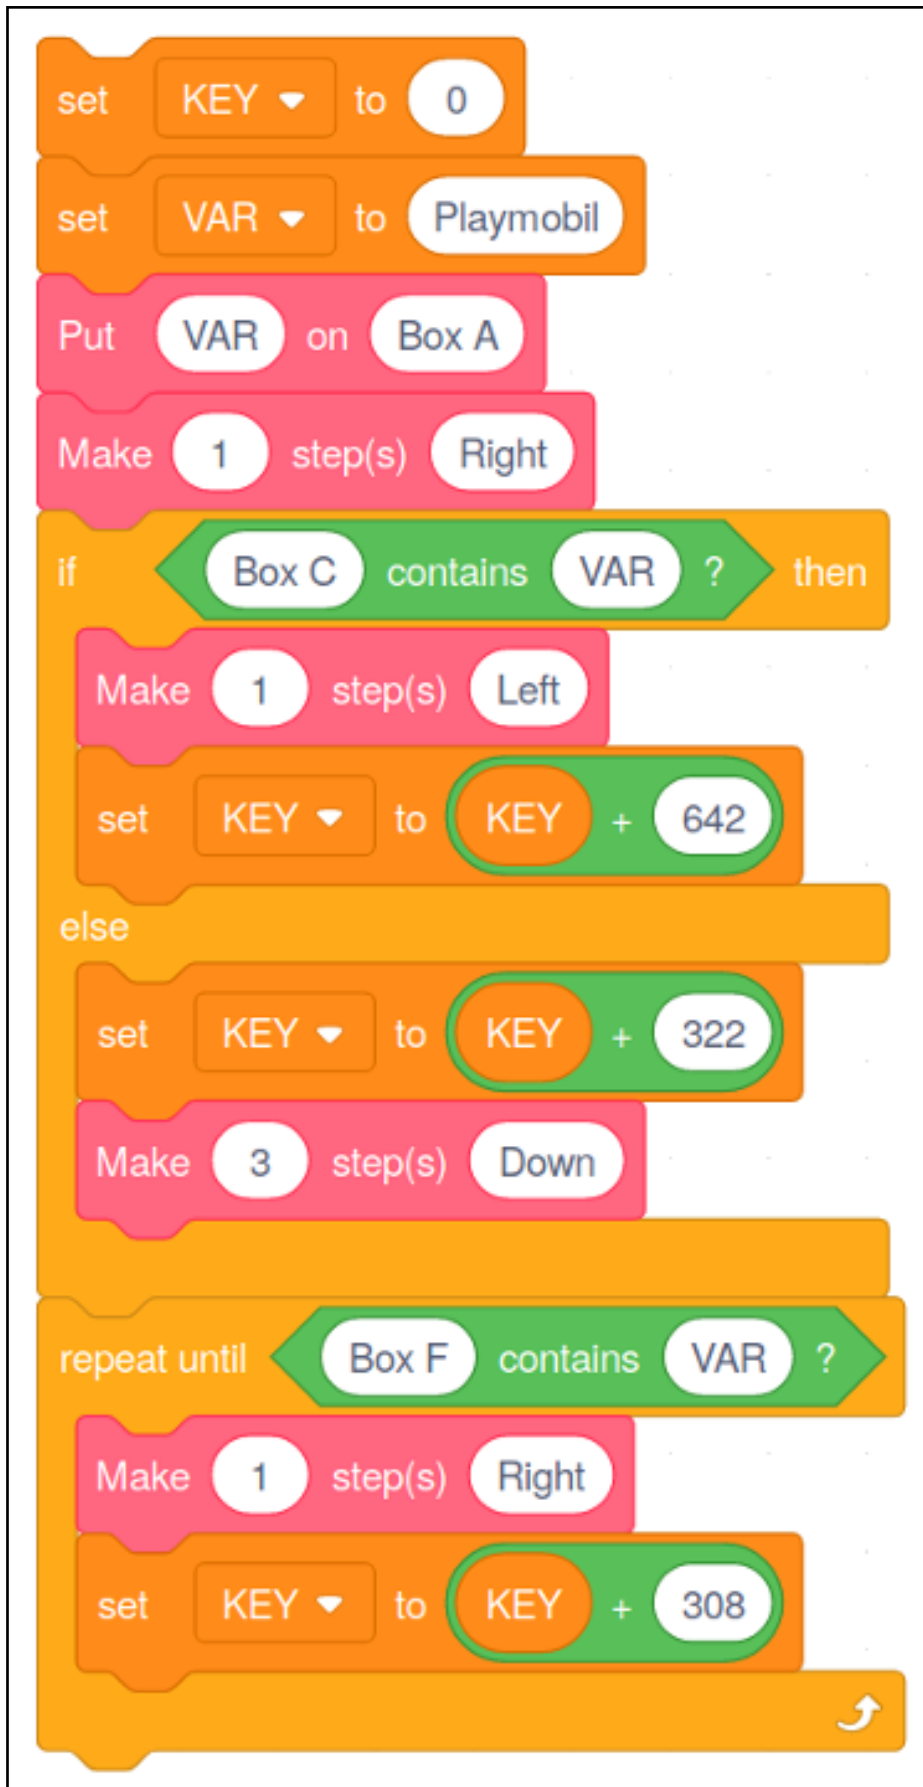 set KEY to 0
set VAR to Playmobil
Put VAR on Box A
Make 1 step(s) Right
if Box C contains VAR ? then
Make 1 step(s) Left
set KEY to KEY + 642
else
set KEY to KEY + 322
Make 3 step(s) Down
repeat until Box F contains VAR ?
Make 1 step(s) Right
set KEY to KEY + 308